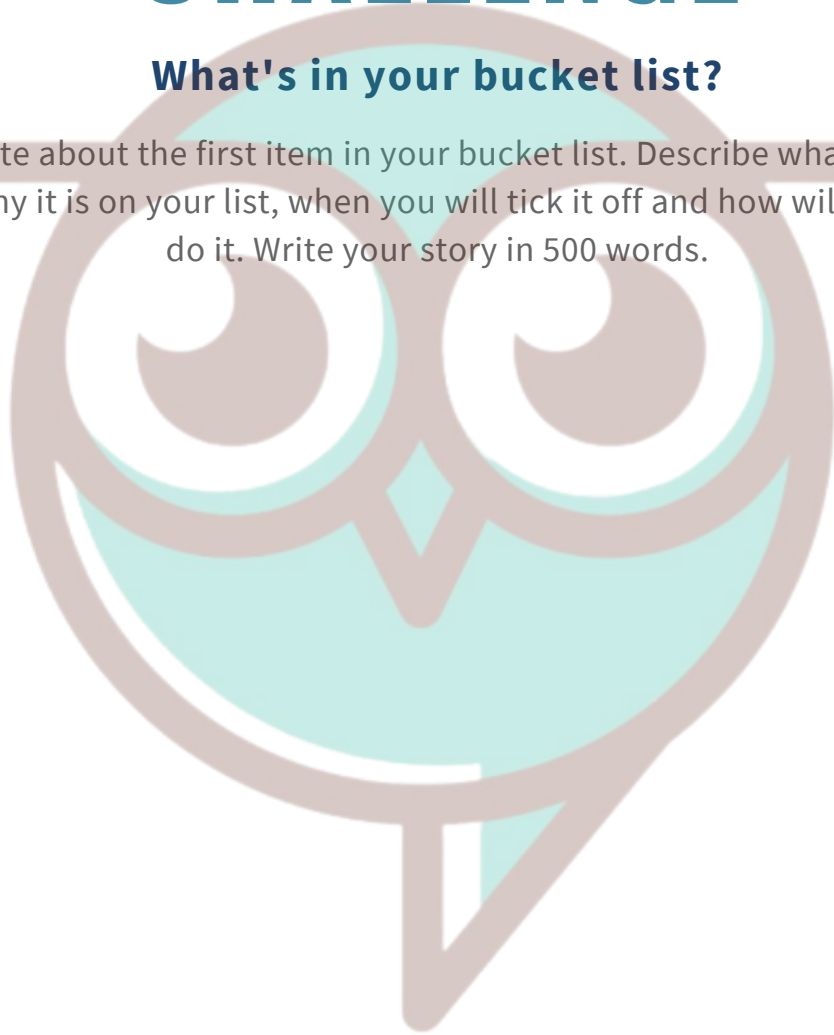 What's in your bucket list?
te about the first item in your bucket list. Describe wha
y it is on your list, when you will tick it off and how wil
do it. Write your story in 500 words.